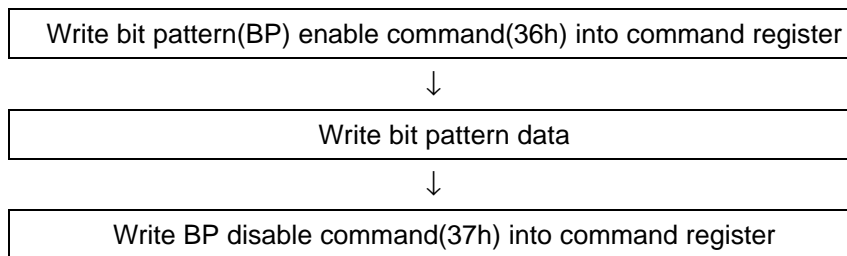 Write bit pattern(BP) enable command(36h) into command register
↓
Write bit pattern data
↓
Write BP disable command(37h) into command register